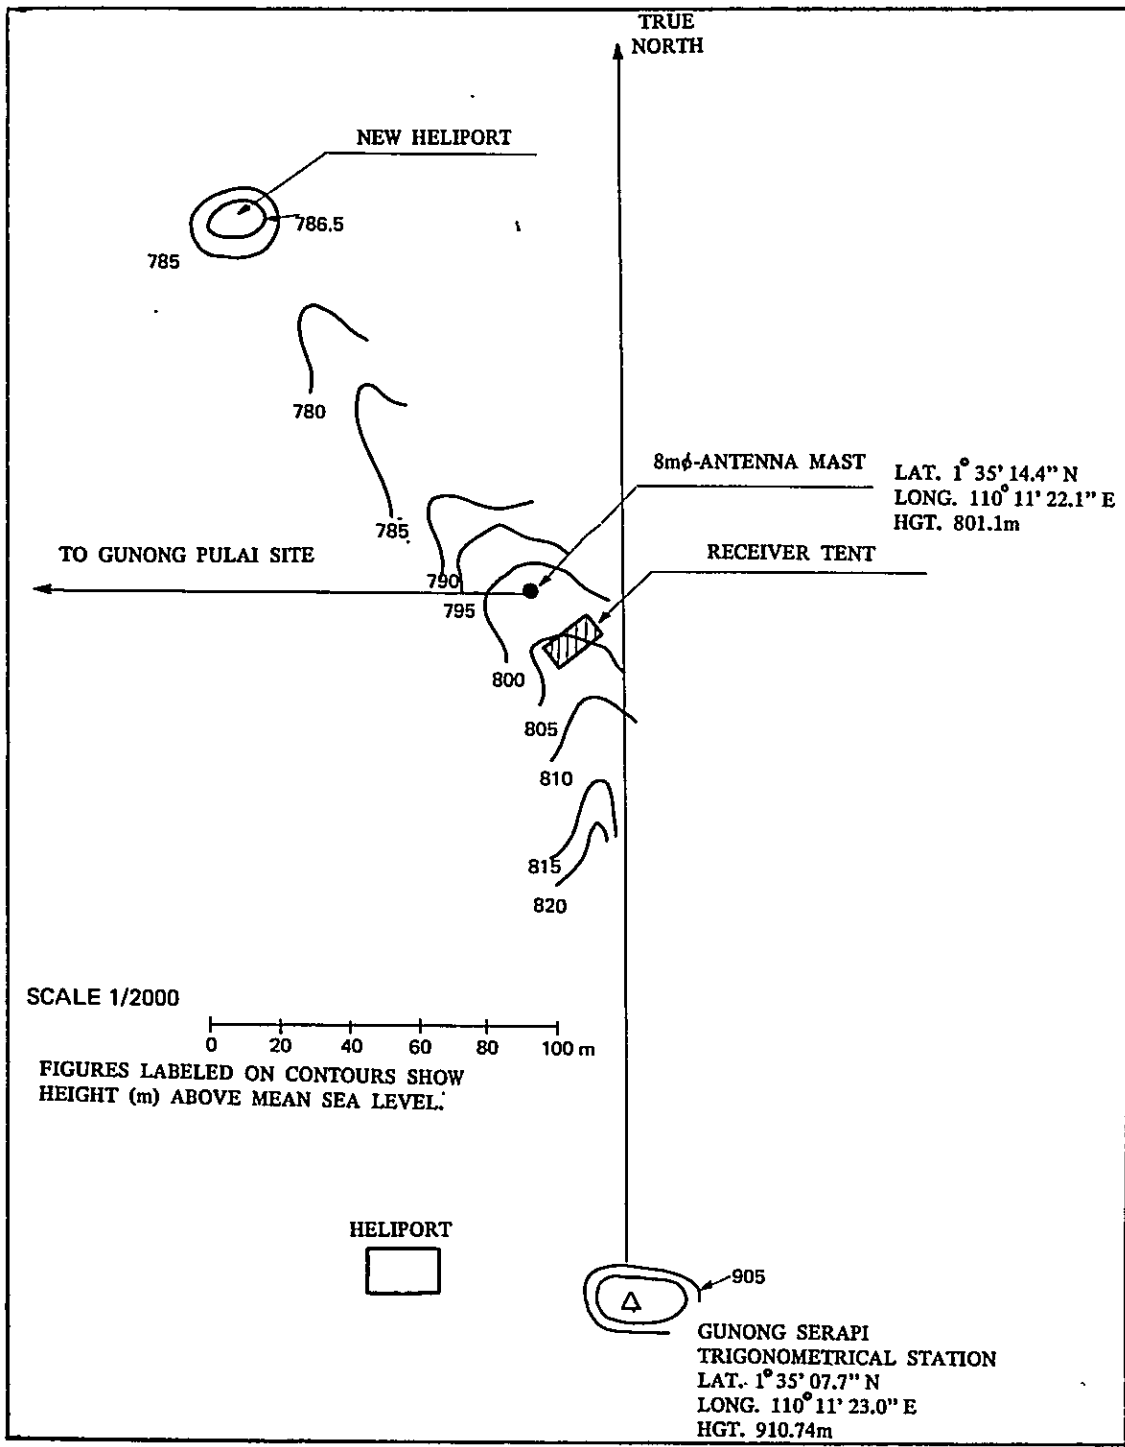 TRUE
NORTH
NEW HELIPORT
786.5
785
780
8mφ-ANTENNA MAST
LAT. 1° 35' 14.4" N
LONG. 110° 11' 22.1" E
HGT. 801.1m
785
TO GUNONG PULAI SITE
RECEIVER TENT
790
795
800
805
810
815
820
SCALE 1/2000
0 20 40 60 80 100 m
FIGURES LABELED ON CONTOURS SHOW
HEIGHT (m) ABOVE MEAN SEA LEVEL.
HELIPORT
905
GUNONG SERAPI
TRIGONOMETRICAL STATION
LAT. 1° 35' 07.7" N
LONG. 110° 11' 23.0" E
HGT. 910.74m